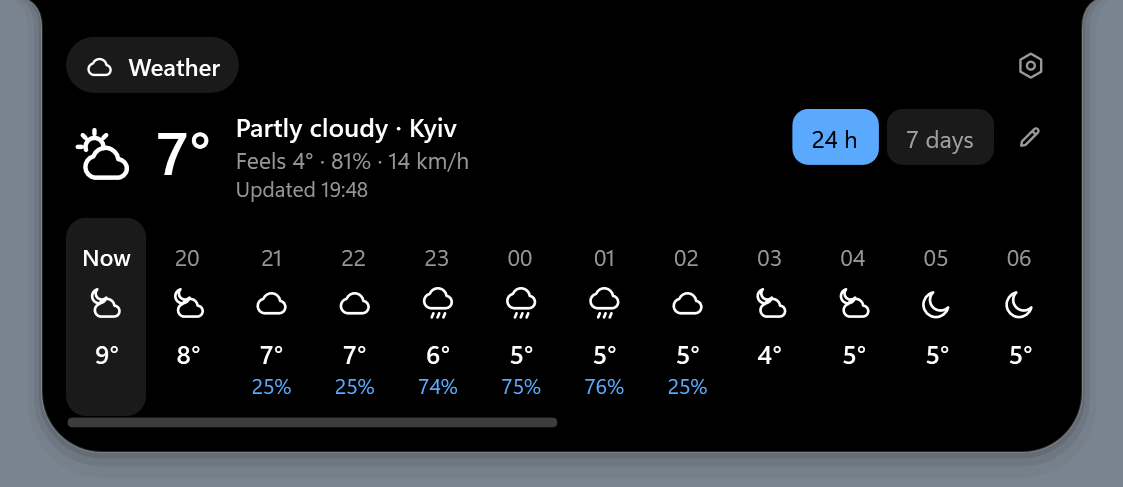 Weather
7°
Partly cloudy · Kyiv
Feels 4° · 81% · 14 km/h
Updated 19:48
24 h 7 days
Now 20 21 22 23 00 01 02 03 04 05 06
9° 8° 7° 7° 6° 5° 5° 5° 4° 5° 5° 5°
25% 25% 74% 75% 76% 25%